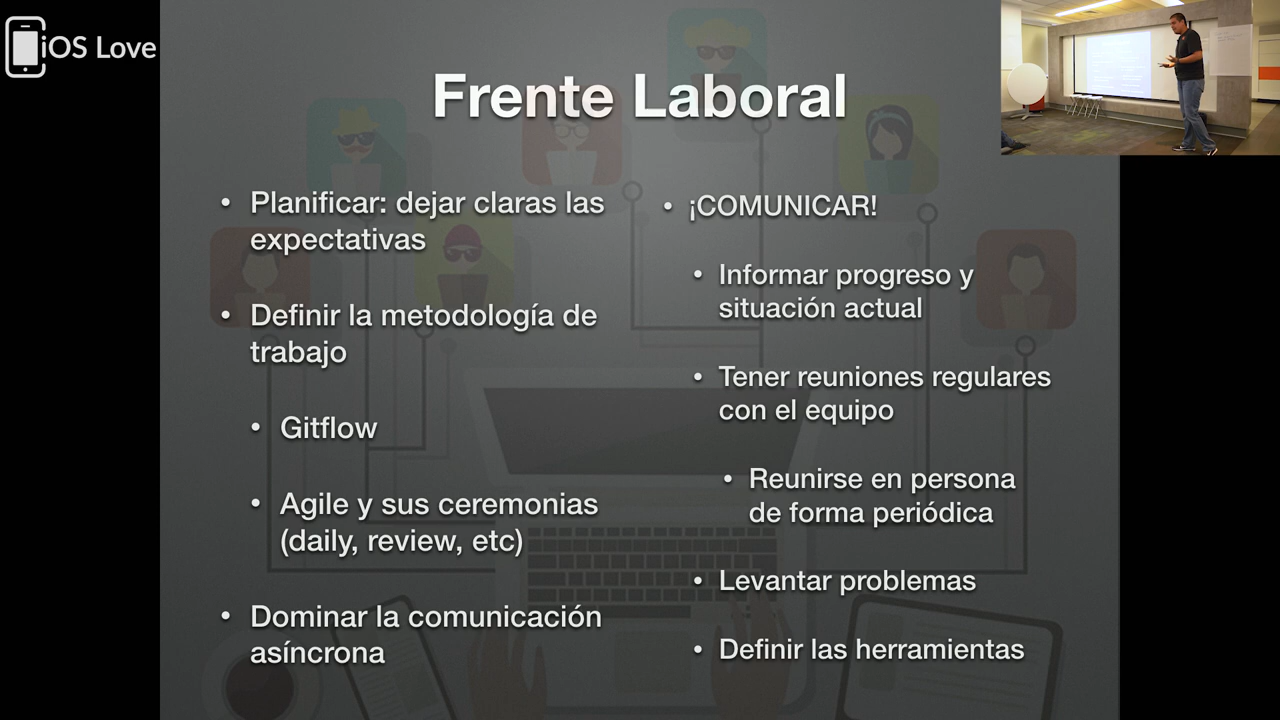 iOS Love
Frente Laboral
• Planificar: dejar claras las
expectativas
• Definir la metodología de
trabajo
• Gitflow
• Agile y sus ceremonias
(daily, review, etc)
• Dominar la comunicación
asíncrona
• ¡COMUNICAR!
• Informar progreso y
situación actual
• Tener reuniones regulares
con el equipo
• Reunirse en persona
de forma periódica
• Levantar problemas
• Definir las herramientas